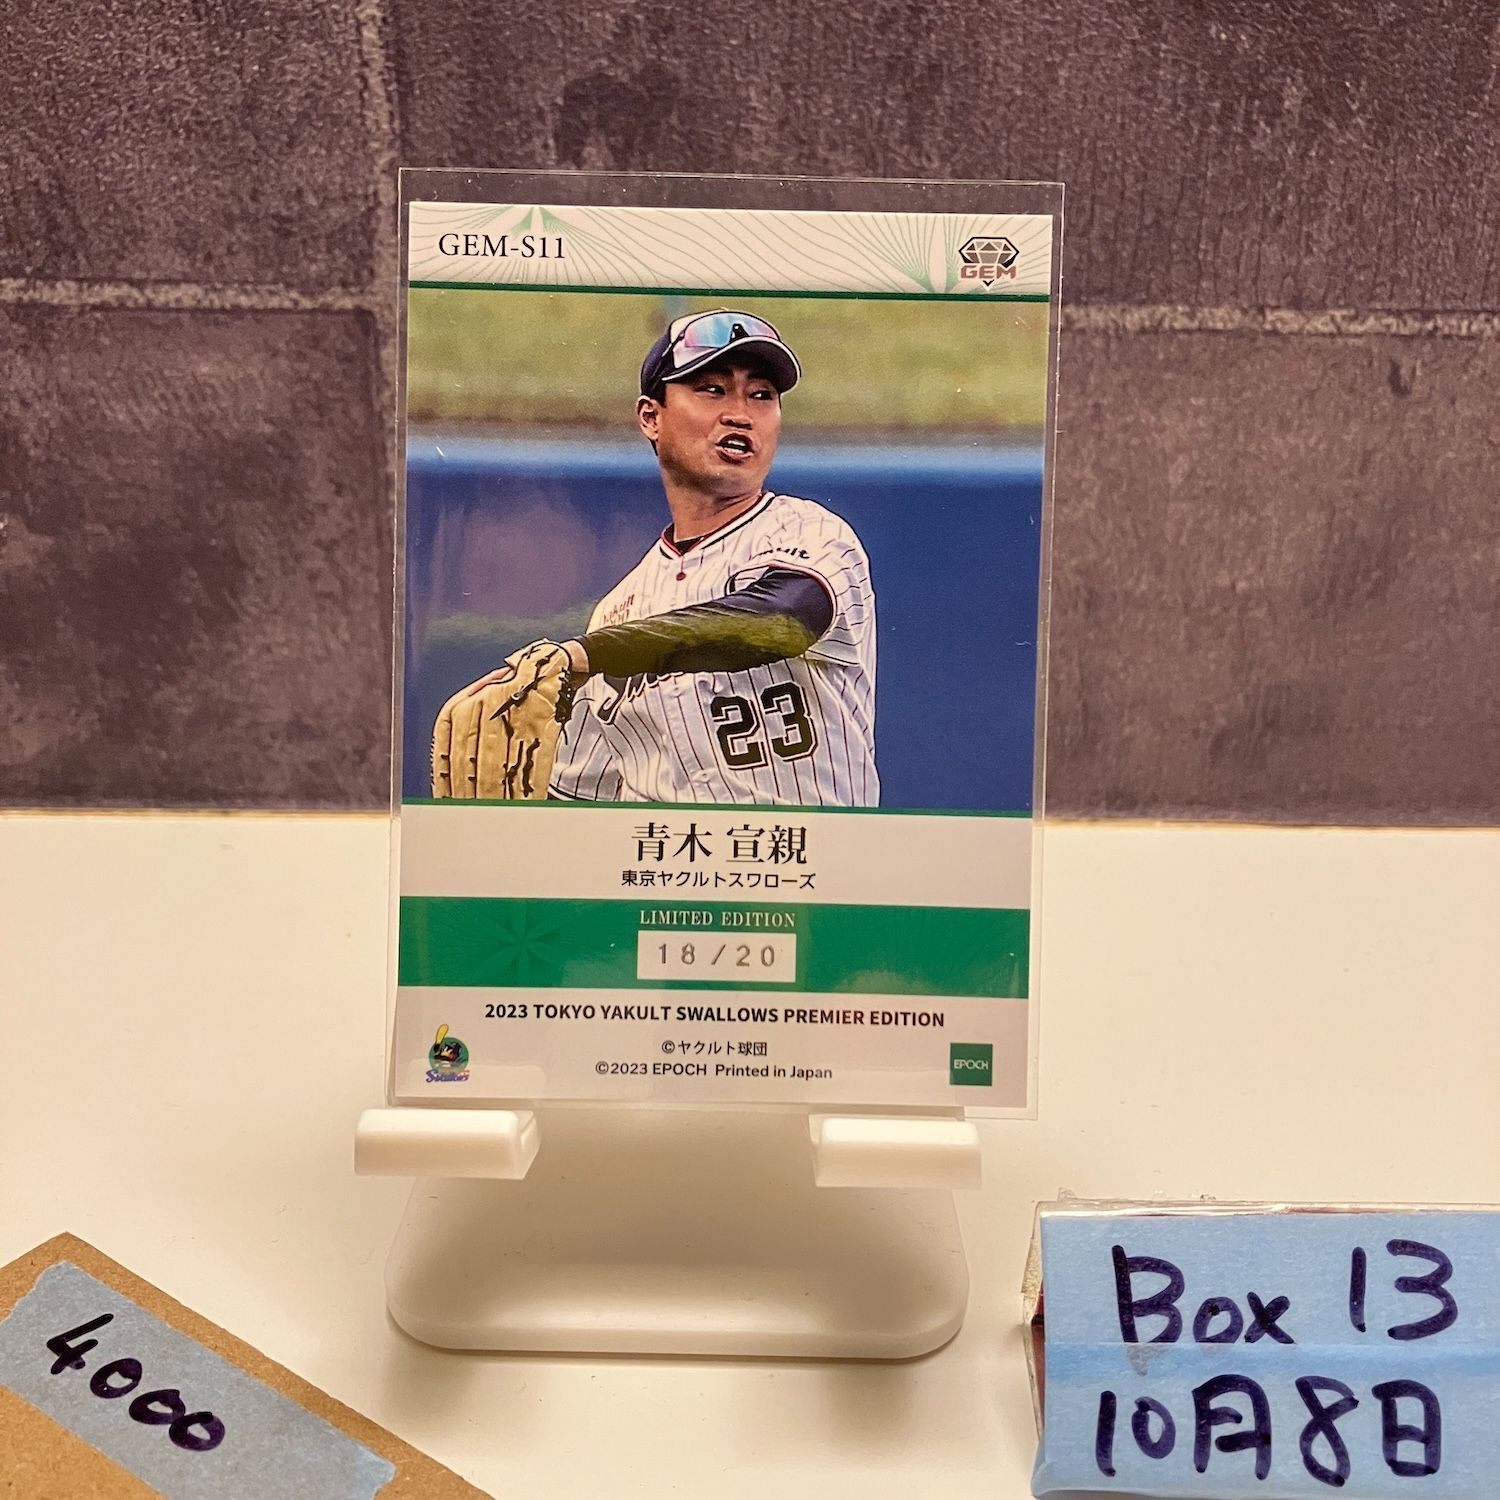 GEM-S11
GEM
Yakult
23
青木 宣親
東京ヤクルトスワローズ
LIMITED EDITION
18/20
2023 TOKYO YAKULT SWALLOWS PREMIER EDITION
©ヤクルト球団
©2023 EPOCH Printed in Japan
Swallows
EPOCH
4000
Box 13
10月8日